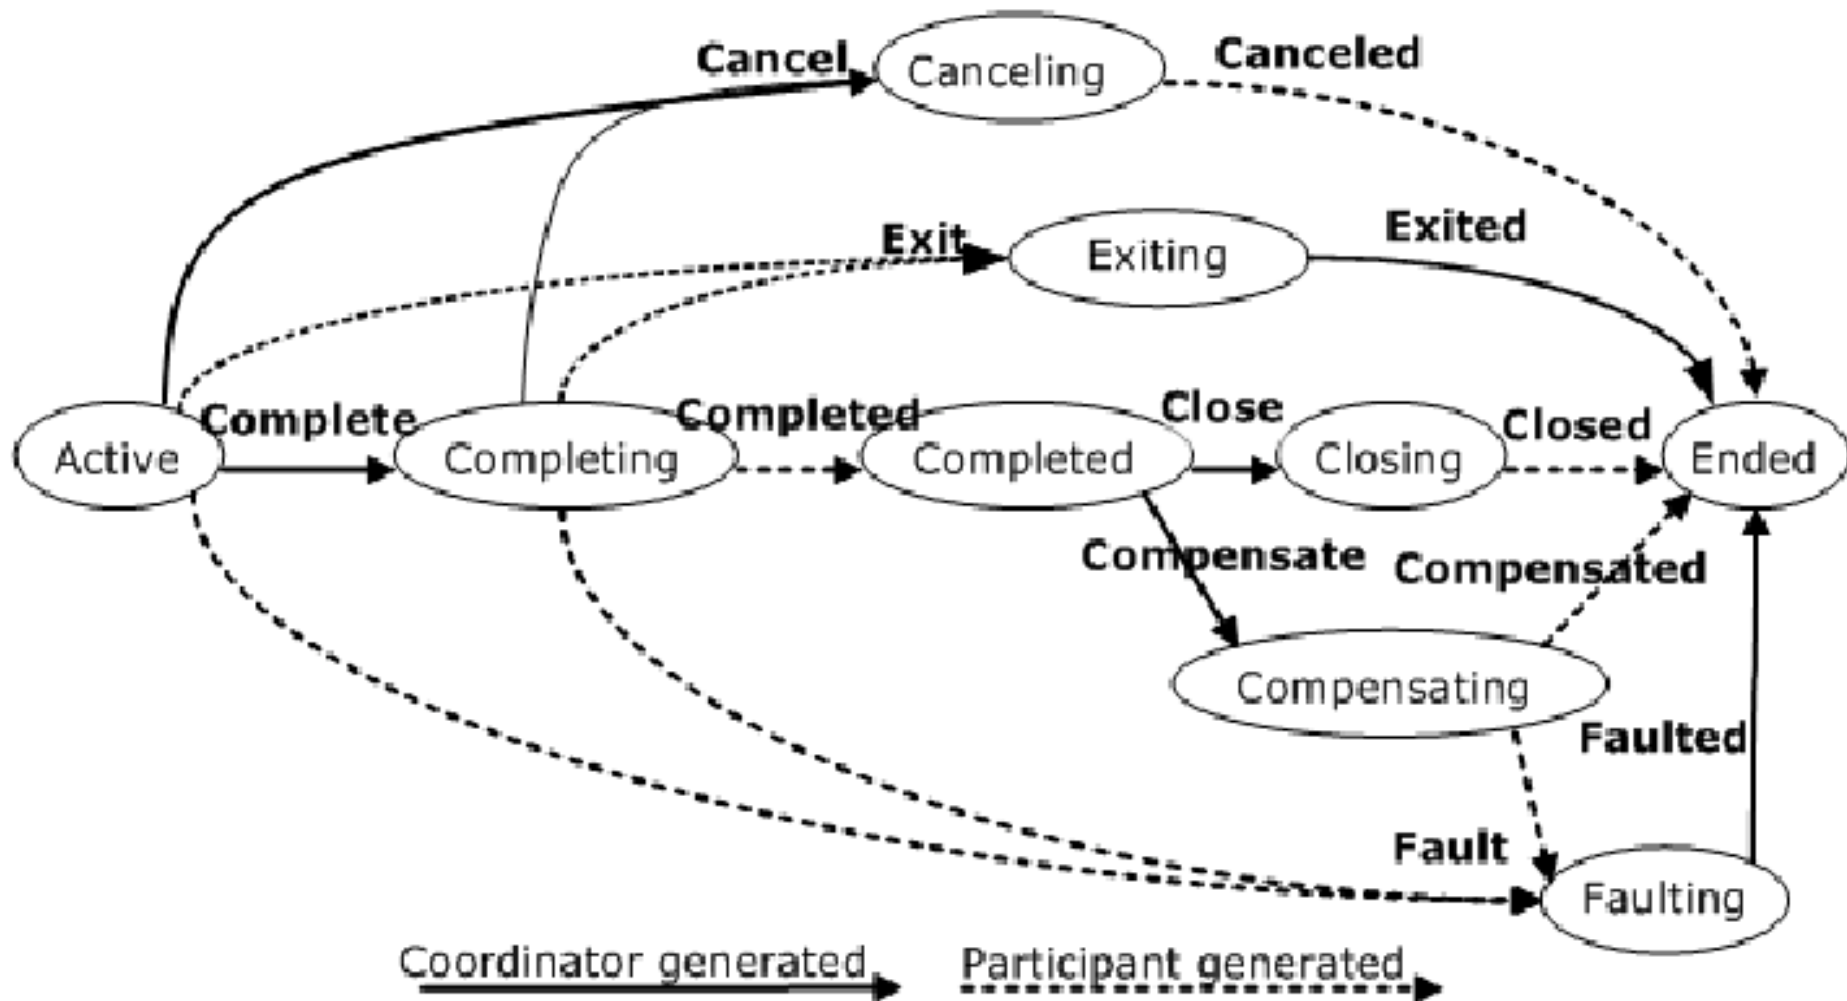 Cancel
Canceling
Canceled
Exit
Exiting
Exited
Active
Complete
Completing
Completed
Completed
Close
Closing
Closed
Ended
Compensate
Compensated
Compensating
Faulted
Fault
Faulting
Coordinator generated
Participant generated